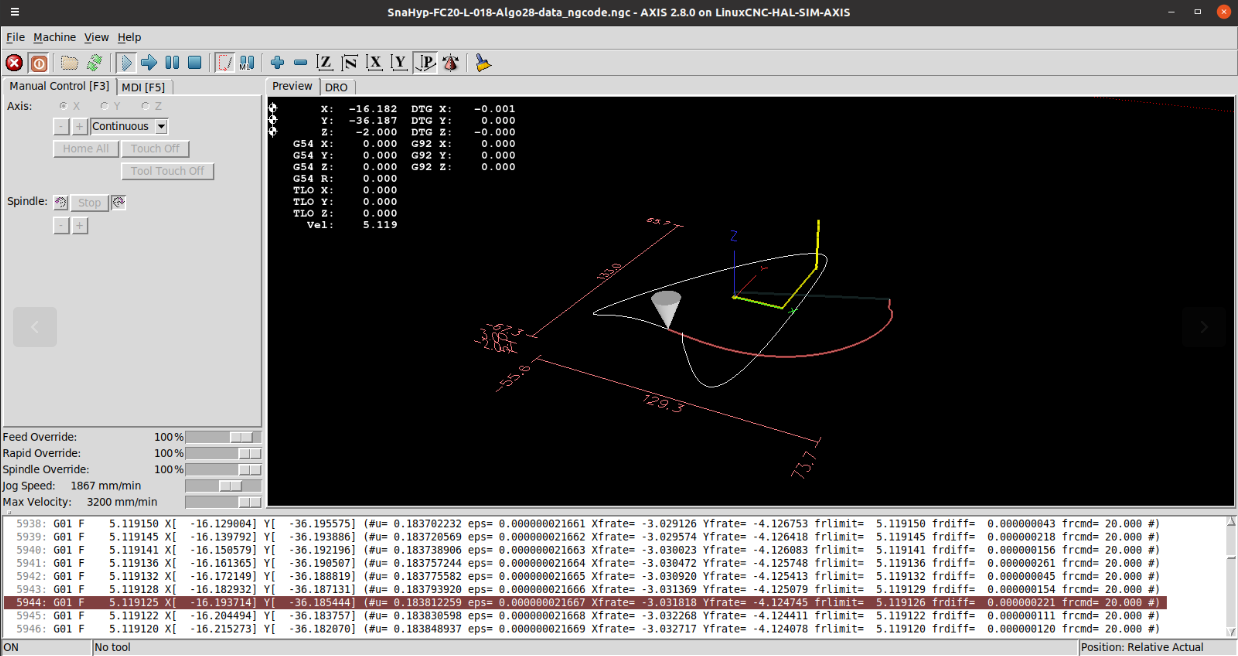 SnaHyp-FC20-L-018-Algo28-data_ngcode.ngc - AXIS 2.8.0 on LinuxCNC-HAL-SIM-AXIS
File Machine View Help
Manual Control [F3] MDI [F5]
Axis: X Y Z
- + Continuous
Home All Touch Off
Tool Touch Off
Spindle: Stop
- +
Feed Override: 100 %
Rapid Override: 100 %
Spindle Override: 100 %
Jog Speed: 1867 mm/min
Max Velocity: 3200 mm/min
Preview DRO
X: -16.182 DTG X: -0.001
Y: -36.187 DTG Y: 0.000
Z: -2.000 DTG Z: -0.000
G54 X: 0.000 G92 X: 0.000
G54 Y: 0.000 G92 Y: 0.000
G54 Z: 0.000 G92 Z: 0.000
G54 R: 0.000
TLO X: 0.000
TLO Y: 0.000
TLO Z: 0.000
Vel: 5.119
Z
X
129.3
5938: G01 F 5.119150 X[ -16.129004] Y[ -36.195575] (#u= 0.183702232 eps= 0.000000021661 Xfrate= -3.029126 Yfrate= -4.126753 frlimit= 5.119150 frdiff= 0.000000043 frcmd= 20.000 #)
5939: G01 F 5.119145 X[ -16.139792] Y[ -36.193886] (#u= 0.183720569 eps= 0.000000021662 Xfrate= -3.029574 Yfrate= -4.126418 frlimit= 5.119145 frdiff= 0.000000218 frcmd= 20.000 #)
5940: G01 F 5.119141 X[ -16.150579] Y[ -36.192196] (#u= 0.183738906 eps= 0.000000021663 Xfrate= -3.030023 Yfrate= -4.126083 frlimit= 5.119141 frdiff= 0.000000156 frcmd= 20.000 #)
5941: G01 F 5.119136 X[ -16.161365] Y[ -36.190507] (#u= 0.183757244 eps= 0.000000021664 Xfrate= -3.030472 Yfrate= -4.125748 frlimit= 5.119136 frdiff= 0.000000261 frcmd= 20.000 #)
5942: G01 F 5.119132 X[ -16.172149] Y[ -36.188819] (#u= 0.183775582 eps= 0.000000021665 Xfrate= -3.030920 Yfrate= -4.125413 frlimit= 5.119132 frdiff= 0.000000045 frcmd= 20.000 #)
5943: G01 F 5.119128 X[ -16.182932] Y[ -36.187131] (#u= 0.183793920 eps= 0.000000021666 Xfrate= -3.031369 Yfrate= -4.125079 frlimit= 5.119129 frdiff= 0.000000154 frcmd= 20.000 #)
5944: G01 F 5.119125 X[ -16.193714] Y[ -36.185444] (#u= 0.183812259 eps= 0.000000021667 Xfrate= -3.031818 Yfrate= -4.124745 frlimit= 5.119126 frdiff= 0.000000221 frcmd= 20.000 #)
5945: G01 F 5.119122 X[ -16.204494] Y[ -36.183757] (#u= 0.183830598 eps= 0.000000021668 Xfrate= -3.032268 Yfrate= -4.124411 frlimit= 5.119122 frdiff= 0.000000111 frcmd= 20.000 #)
5946: G01 F 5.119120 X[ -16.215273] Y[ -36.182070] (#u= 0.183848937 eps= 0.000000021669 Xfrate= -3.032717 Yfrate= -4.124078 frlimit= 5.119120 frdiff= 0.000000120 frcmd= 20.000 #)
ON No tool Position: Relative Actual